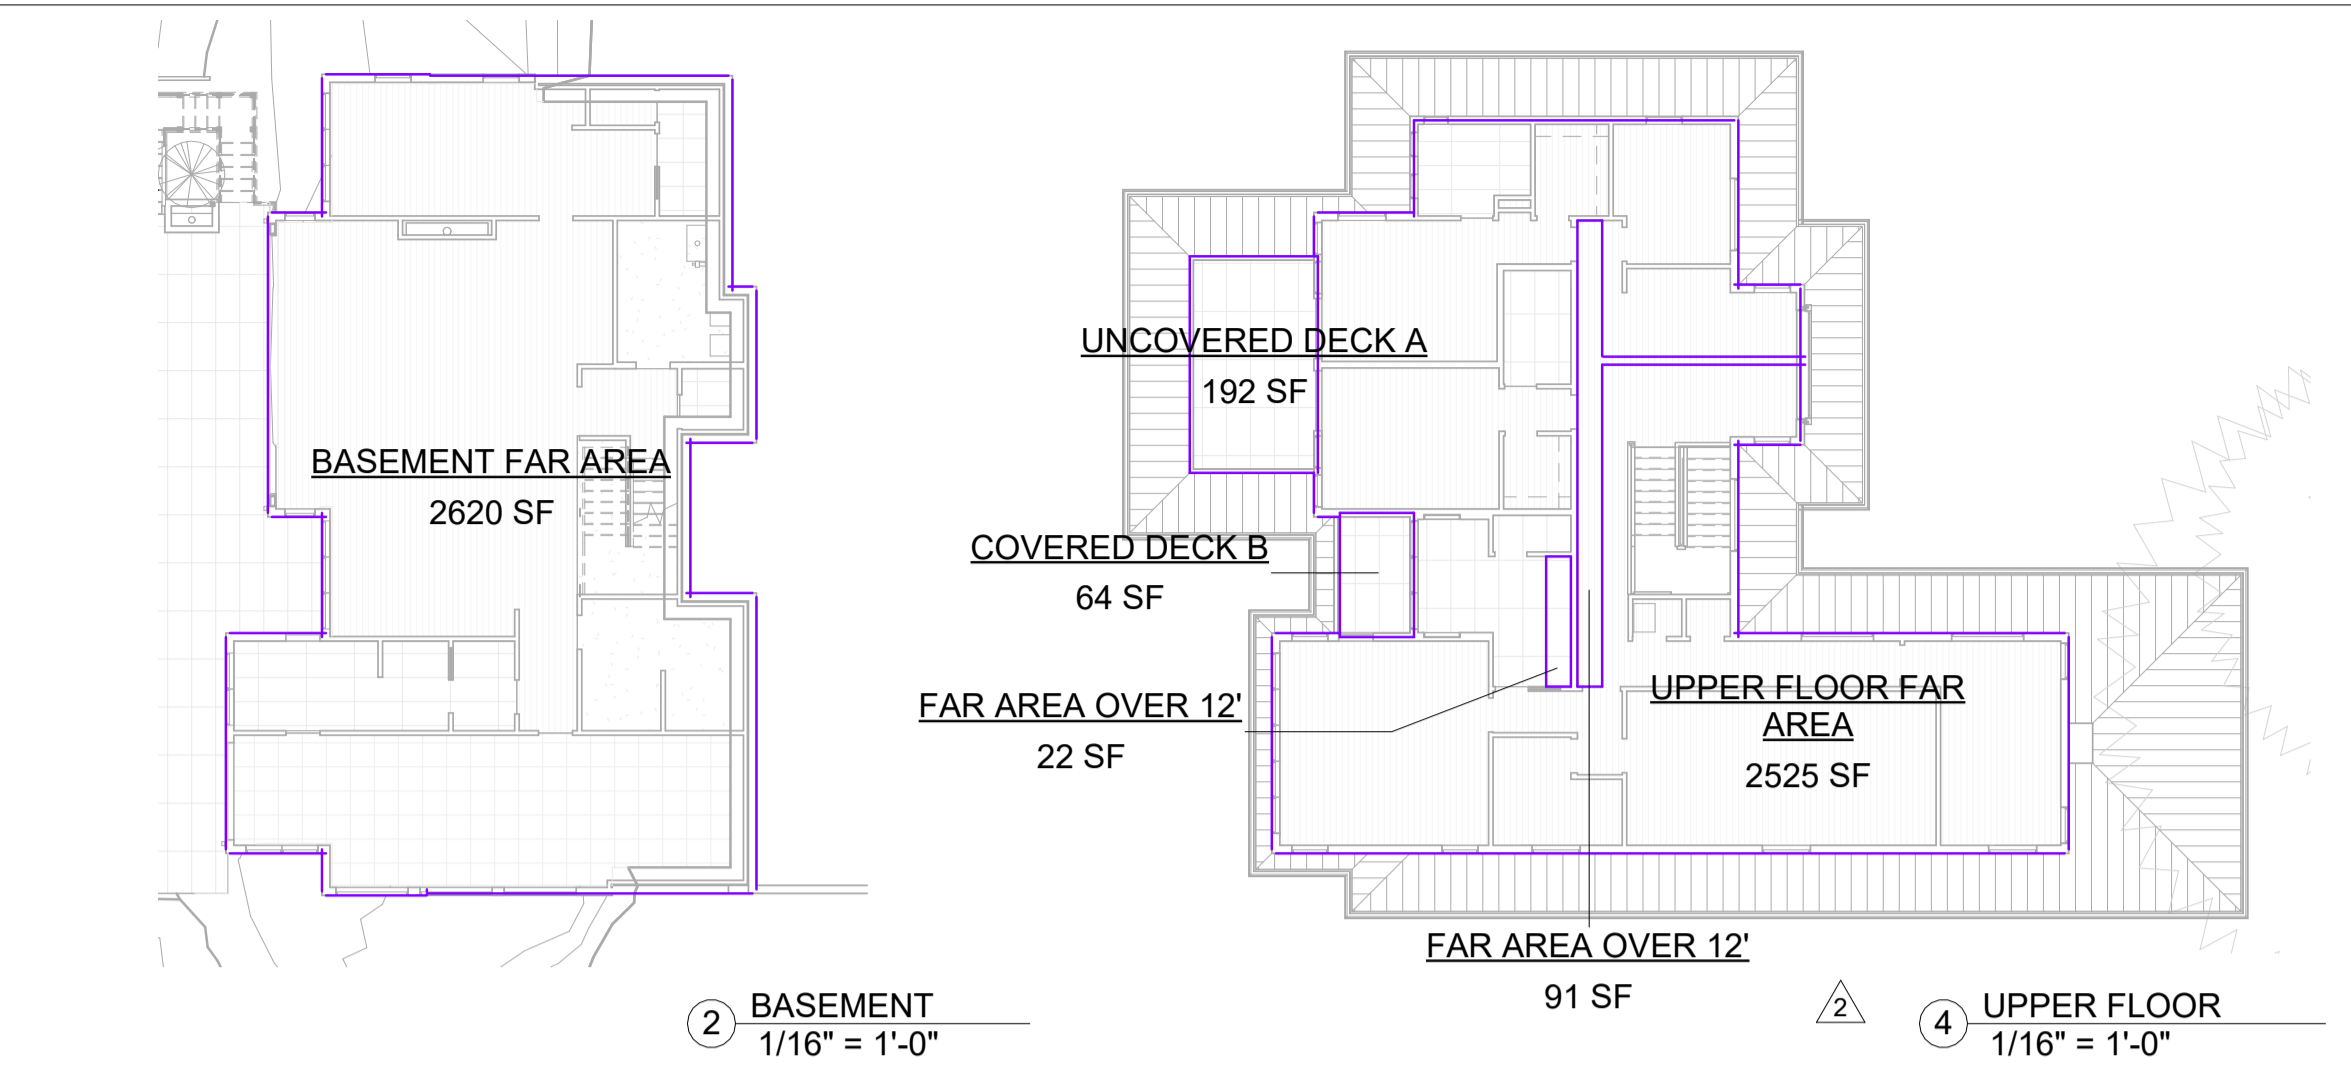 BASEMENT FAR AREA
2620 SF
2
BASEMENT
1/16" = 1'-0"
UNCOVERED DECK A
192 SF
COVERED DECK B
64 SF
FAR AREA OVER 12'
22 SF
UPPER FLOOR FAR
AREA
2525 SF
FAR AREA OVER 12'
91 SF
2
4
UPPER FLOOR
1/16" = 1'-0"